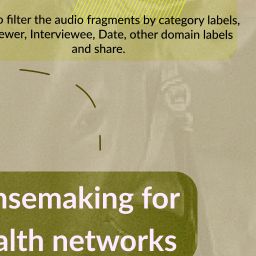 o filter the audio fragments by category labels,
ewer, Interviewee, Date, other domain labels
and share.
nsemaking for
alth networks